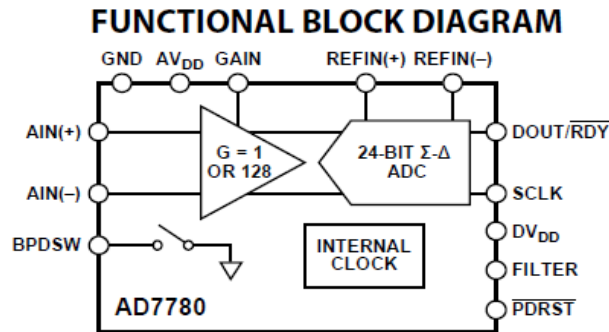 FUNCTIONAL BLOCK DIAGRAM
GND AVDD GAIN REFIN(+) REFIN(–)
AIN(+)
DOUT/RDY
G = 1
OR 128
24-BIT Σ-Δ
ADC
AIN(–)
SCLK
BPDSW
DVDD
INTERNAL
CLOCK
FILTER
AD7780
PDRST